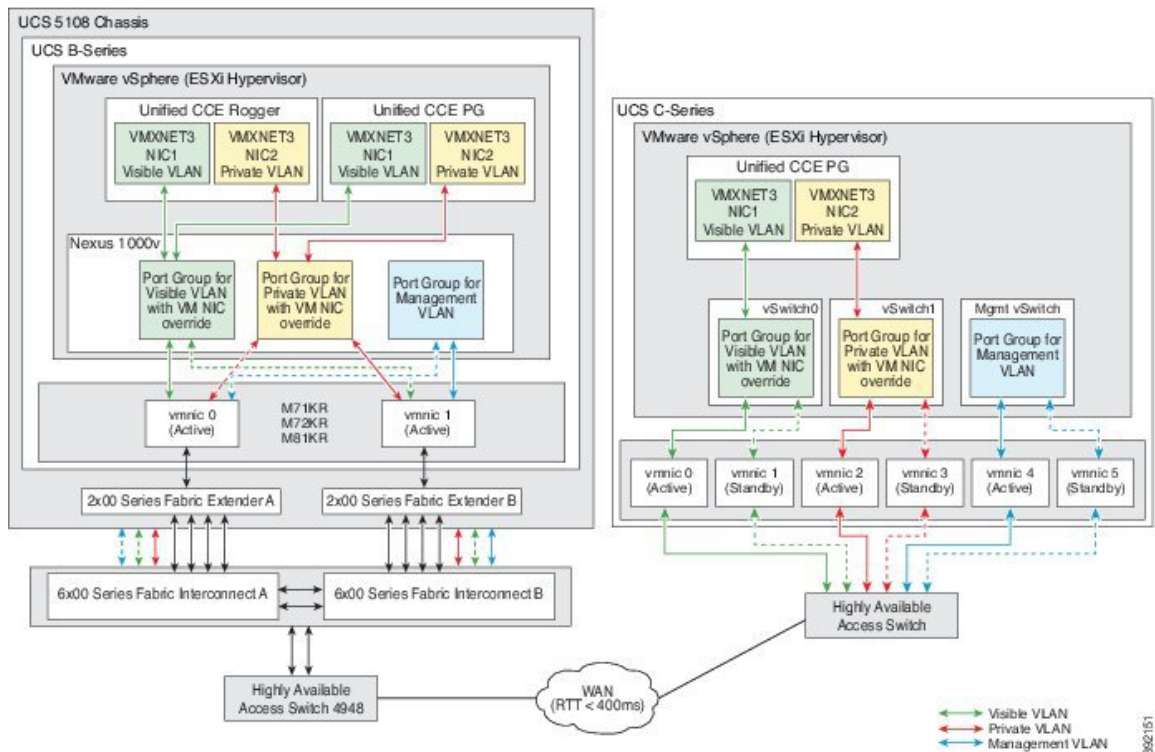 UCS 5108 Chassis
UCS B-Series
VMware vSphere (ESXi Hypervisor)
Unified CCE Rogger
VMXNET3
NIC1
Visible VLAN
VMXNET3
NIC2
Private VLAN
Unified CCE PG
VMXNET3
NIC1
Visible VLAN
VMXNET3
NIC2
Private VLAN
Nexus 1000v
Port Group for
Visible VLAN
with VM NIC
override
Port Group for
Private VLAN
with VM NIC
override
Port Group for
Management
VLAN
vmnic 0
(Active)
M71KR
M72KR
M81KR
vmnic 1
(Active)
2x00 Series Fabric Extender A
2x00 Series Fabric Extender B
6x00 Series Fabric Interconnect A
6x00 Series Fabric Interconnect B
Highly Available
Access Switch 4948
WAN
(RTT < 400ms)
UCS C-Series
VMware vSphere (ESXi Hypervisor)
Unified CCE PG
VMXNET3
NIC1
Visible VLAN
VMXNET3
NIC2
Private VLAN
vSwitch0
Port Group for
Visible VLAN
with VM NIC
override
vSwitch1
Port Group for
Private VLAN
with VM NIC
override
Mgmt vSwitch
Port Group for
Management
VLAN
vmnic 0
(Active)
vmnic 1
(Standby)
vmnic 2
(Active)
vmnic 3
(Standby)
vmnic 4
(Active)
vmnic 5
(Standby)
Highly Available
Access Switch
Visible VLAN
Private VLAN
Management VLAN